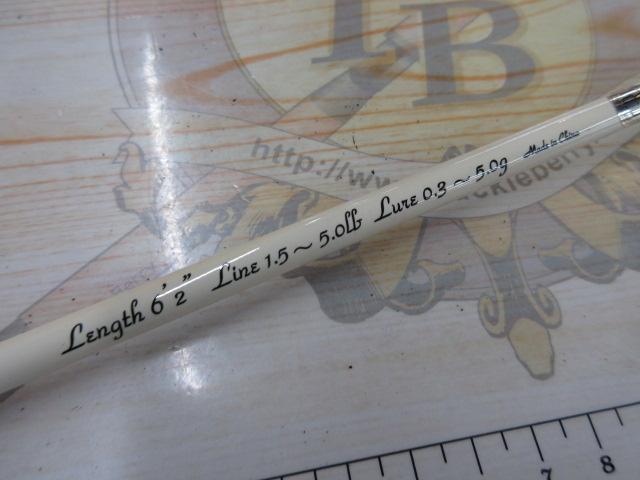 TB
http://w
ckleberry
Length 6' 2" Line 1.5～5.0lb Lure 0.3～5.0g Made in China
7 8